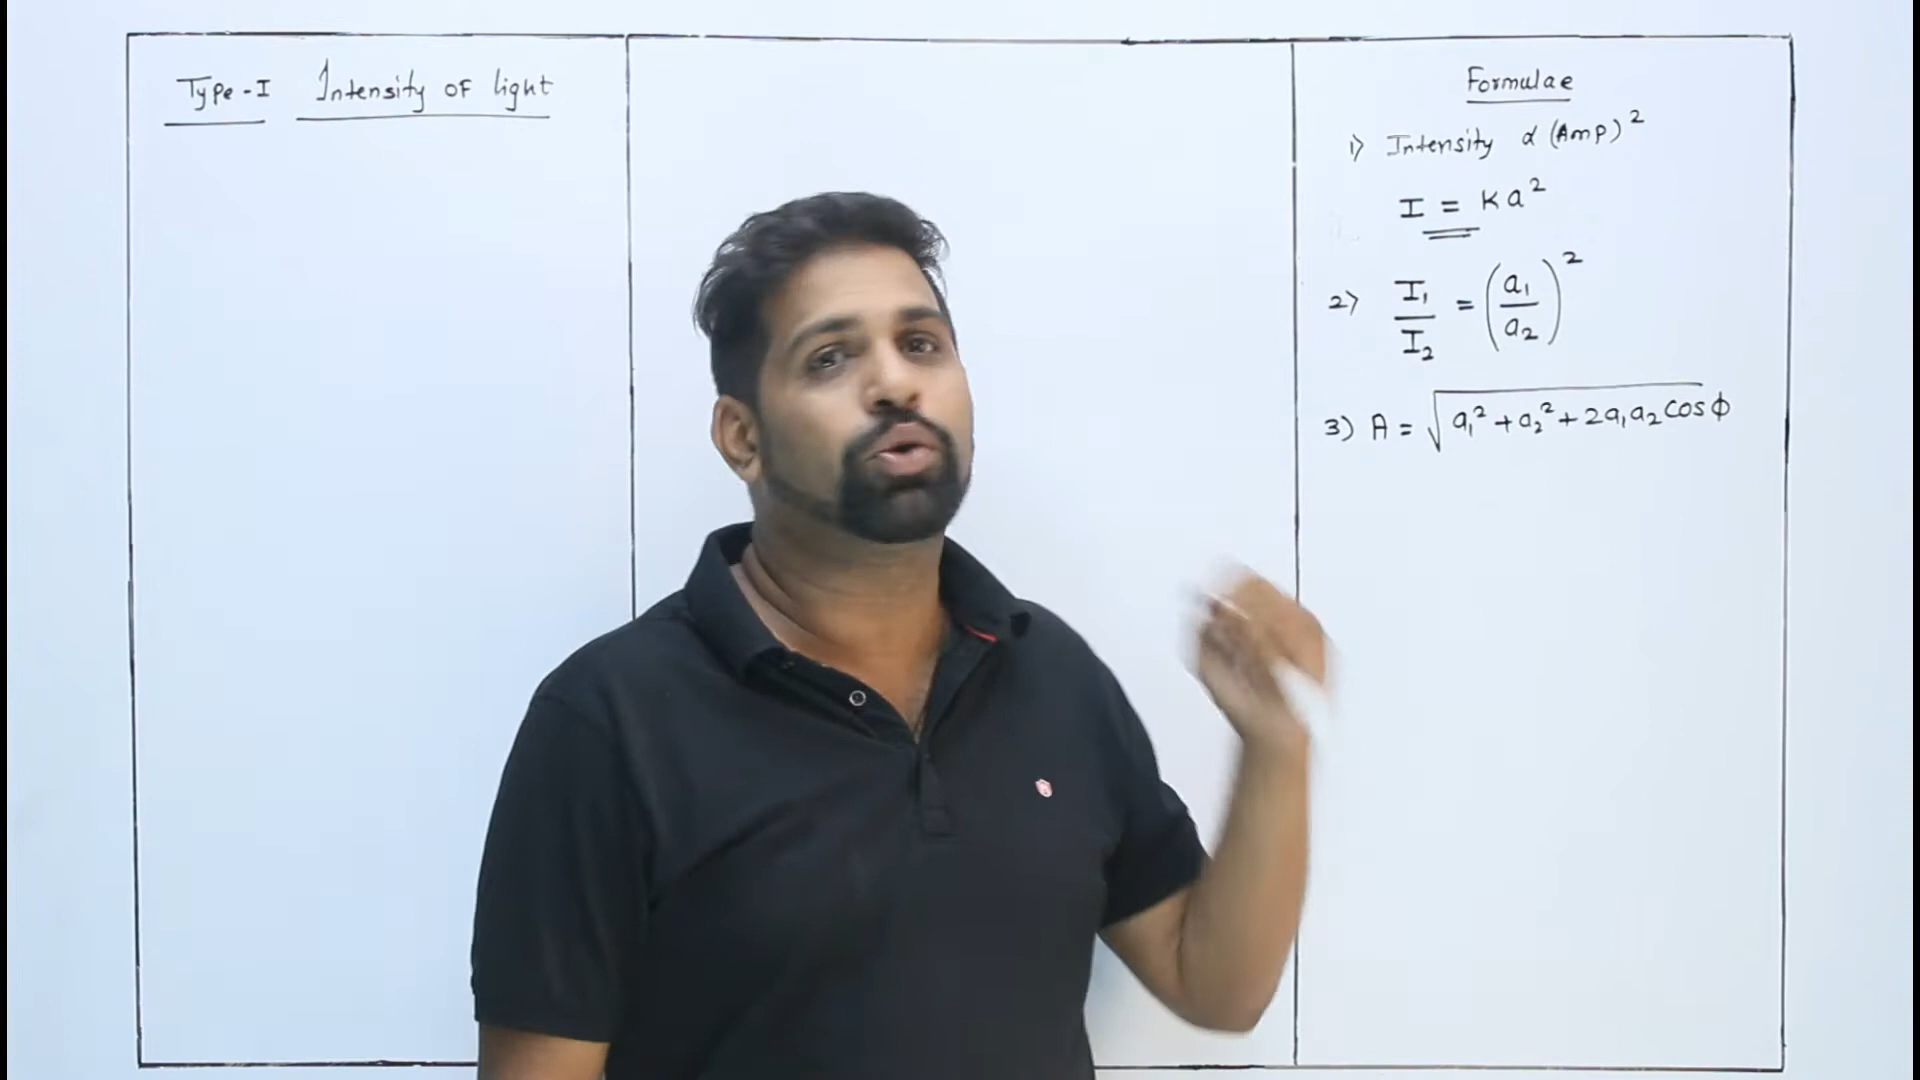 Type-I Intensity of light
Formulae
1) Intensity α (Amp)²
I = Ka²
2) I₁/I₂ = (a₁/a₂)²
3) A = √(a₁² + a₂² + 2a₁a₂ cos φ)